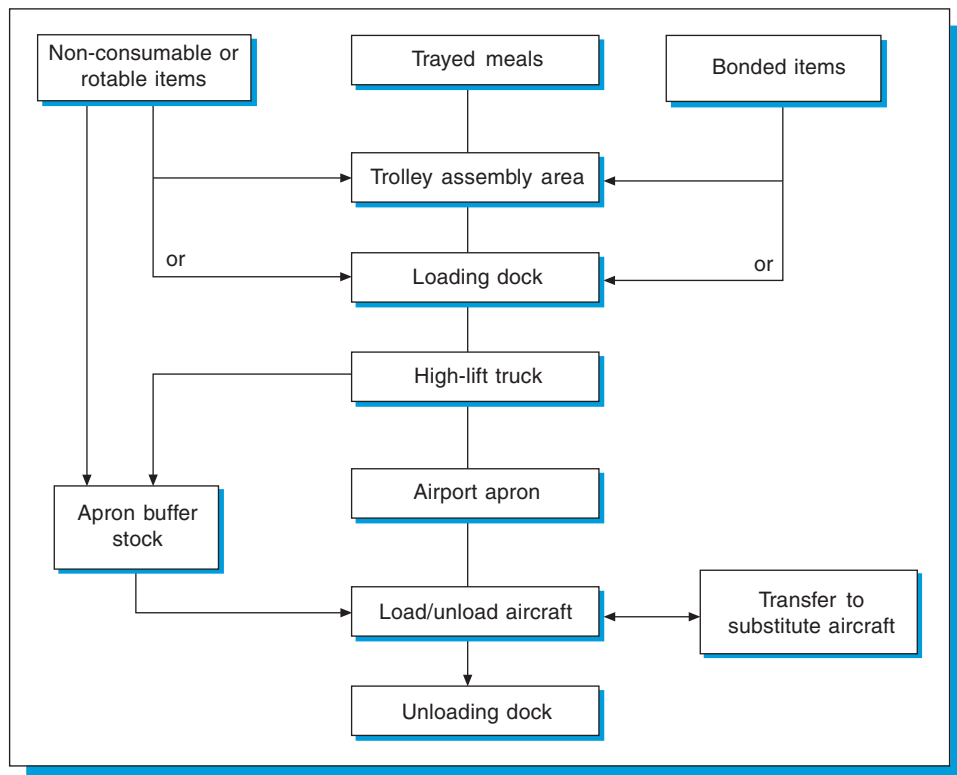 Non-consumable or
rotable items
Trayed meals
Bonded items
Trolley assembly area
or
Loading dock
or
High-lift truck
Airport apron
Apron buffer
stock
Load/unload aircraft
Transfer to
substitute aircraft
Unloading dock